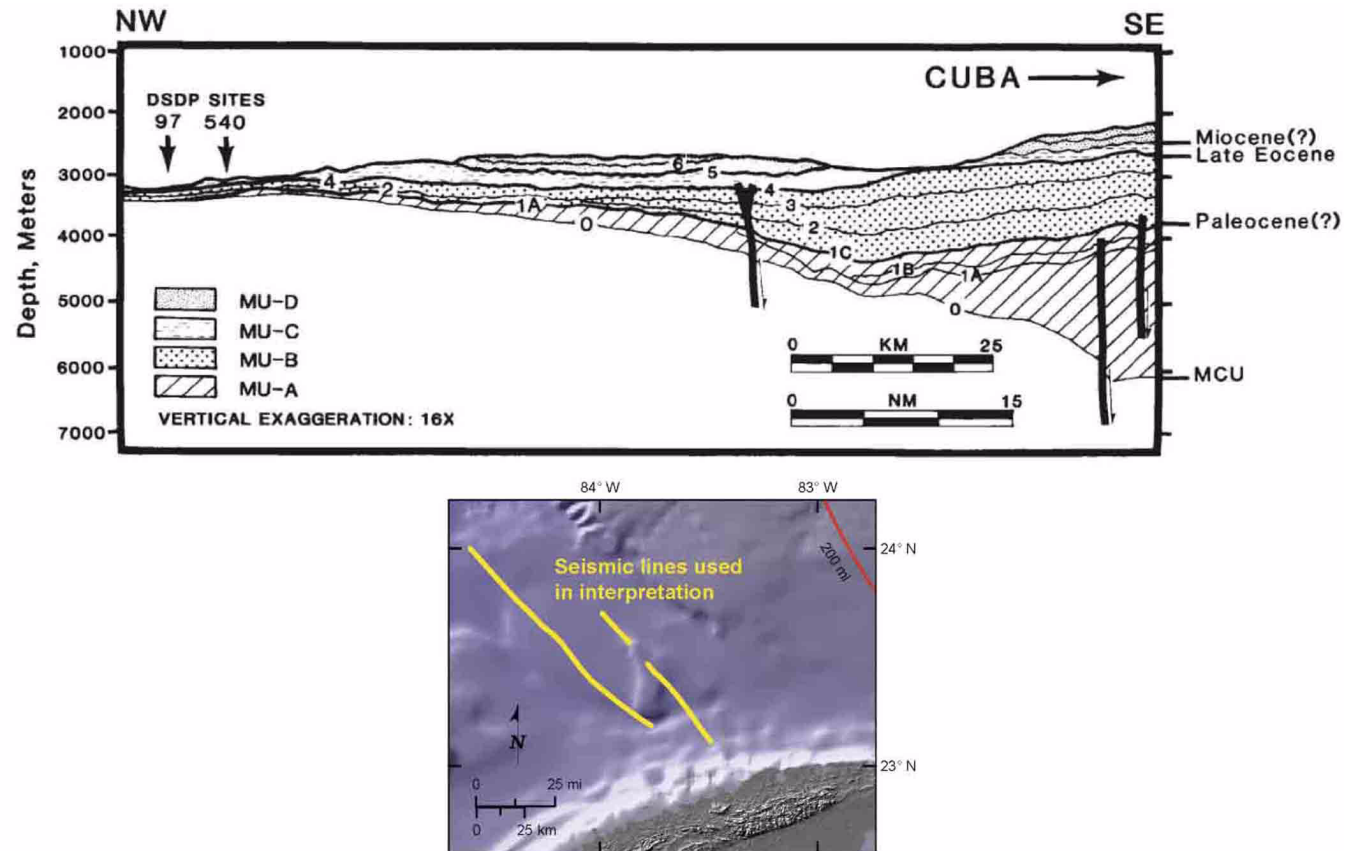 NW
SE
CUBA
1000
2000
3000
4000
5000
6000
7000
Depth, Meters
DSDP SITES
97 540
4
2
1A
0
6
5
4
3
2
1C
1B
1A
0
Miocene(?)
Late Eocene
Paleocene(?)
MCU
MU-D
MU-C
MU-B
MU-A
VERTICAL EXAGGERATION: 16X
0 KM 25
0 NM 15
84° W
83° W
24° N
23° N
200 mi
Seismic lines used
in interpretation
N
0 25 mi
0 25 km